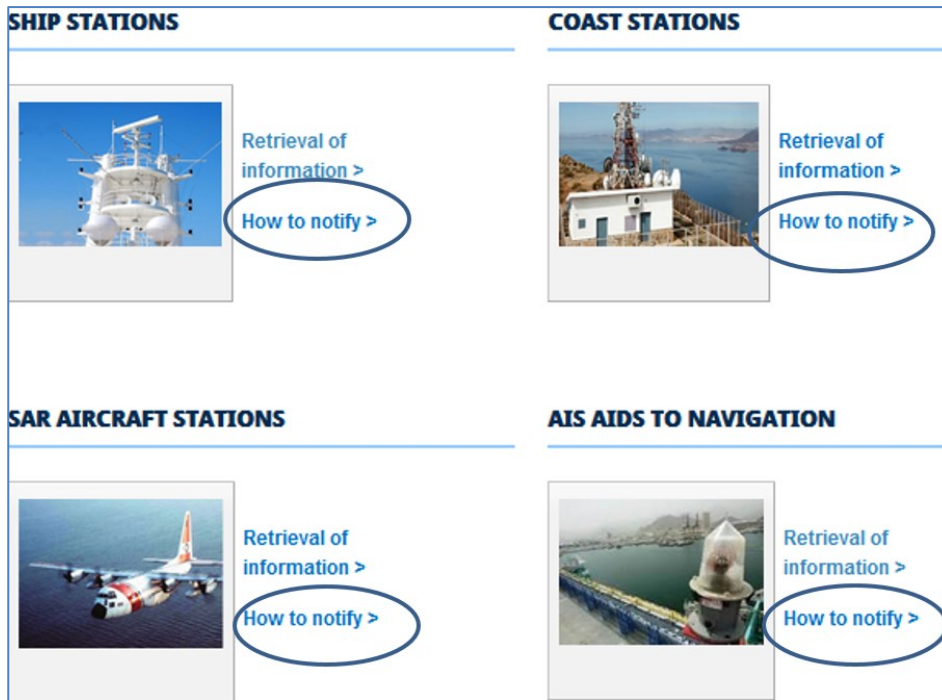 SHIP STATIONS
Retrieval of
information >
How to notify >
COAST STATIONS
Retrieval of
information >
How to notify >
SAR AIRCRAFT STATIONS
Retrieval of
information >
How to notify >
AIS AIDS TO NAVIGATION
Retrieval of
information >
How to notify >